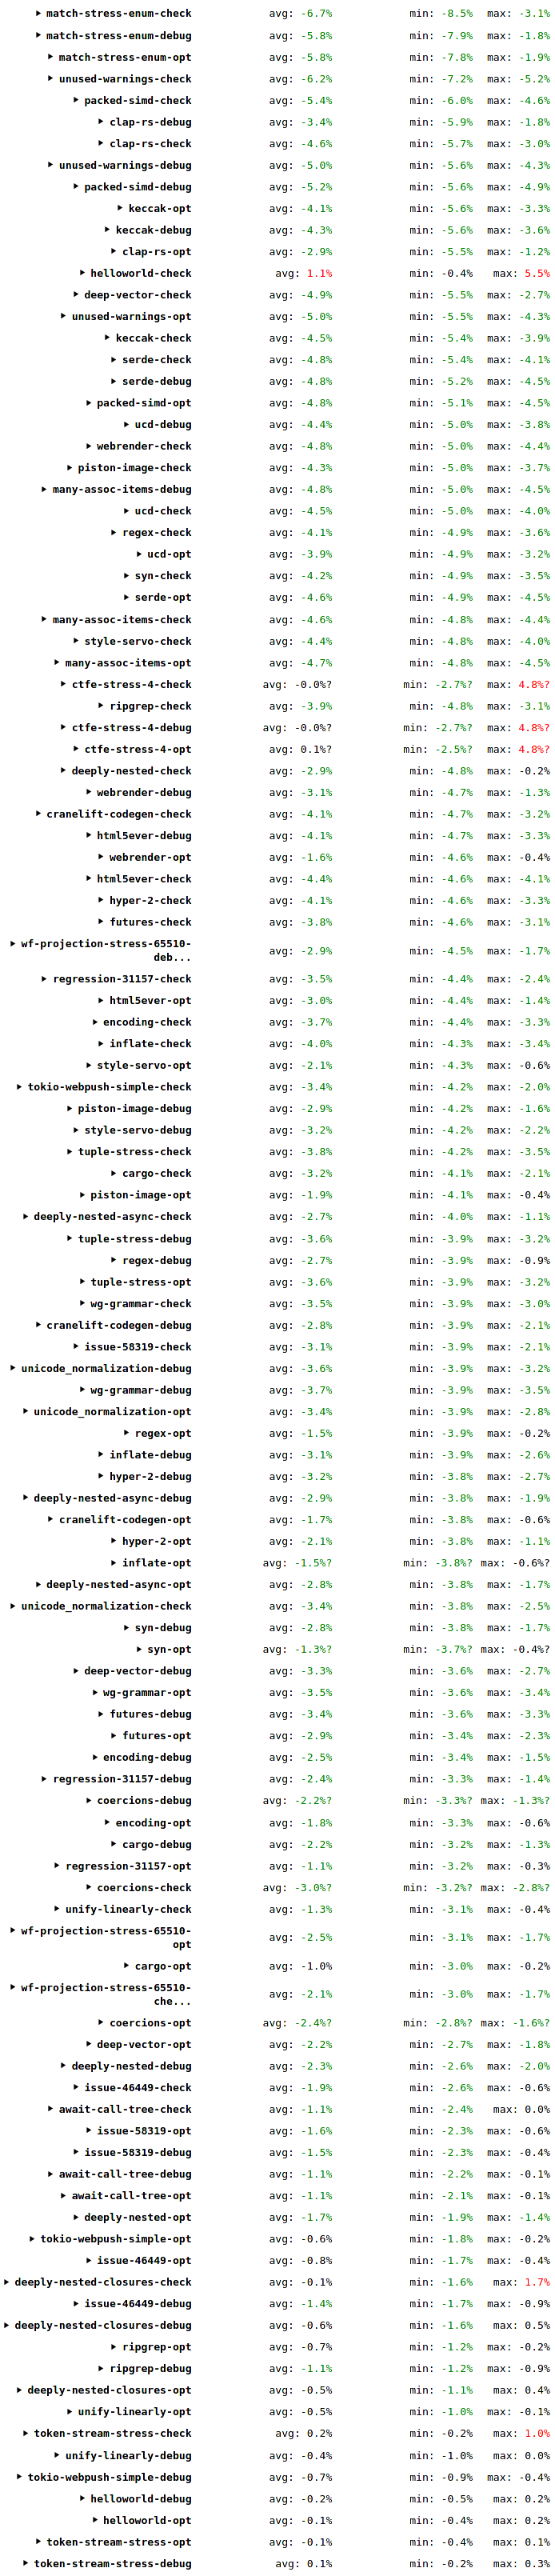 ▸ match-stress-enum-check avg: -6.7% min: -8.5% max: -3.1%
▸ match-stress-enum-debug avg: -5.8% min: -7.9% max: -1.8%
▸ match-stress-enum-opt avg: -5.8% min: -7.8% max: -1.9%
▸ unused-warnings-check avg: -6.2% min: -7.2% max: -5.2%
▸ packed-simd-check avg: -5.4% min: -6.0% max: -4.6%
▸ clap-rs-debug avg: -3.4% min: -5.9% max: -1.8%
▸ clap-rs-check avg: -4.6% min: -5.7% max: -3.0%
▸ unused-warnings-debug avg: -5.0% min: -5.6% max: -4.3%
▸ packed-simd-debug avg: -5.2% min: -5.6% max: -4.9%
▸ keccak-opt avg: -4.1% min: -5.6% max: -3.3%
▸ keccak-debug avg: -4.3% min: -5.6% max: -3.6%
▸ clap-rs-opt avg: -2.9% min: -5.5% max: -1.2%
▸ helloworld-check avg: 1.1% min: -0.4% max: 5.5%
▸ deep-vector-check avg: -4.9% min: -5.5% max: -2.7%
▸ unused-warnings-opt avg: -5.0% min: -5.5% max: -4.3%
▸ keccak-check avg: -4.5% min: -5.4% max: -3.9%
▸ serde-check avg: -4.8% min: -5.4% max: -4.1%
▸ serde-debug avg: -4.8% min: -5.2% max: -4.5%
▸ packed-simd-opt avg: -4.8% min: -5.1% max: -4.5%
▸ ucd-debug avg: -4.4% min: -5.0% max: -3.8%
▸ webrender-check avg: -4.8% min: -5.0% max: -4.4%
▸ piston-image-check avg: -4.3% min: -5.0% max: -3.7%
▸ many-assoc-items-debug avg: -4.8% min: -5.0% max: -4.5%
▸ ucd-check avg: -4.5% min: -5.0% max: -4.0%
▸ regex-check avg: -4.1% min: -4.9% max: -3.6%
▸ ucd-opt avg: -3.9% min: -4.9% max: -3.2%
▸ syn-check avg: -4.2% min: -4.9% max: -3.5%
▸ serde-opt avg: -4.6% min: -4.9% max: -4.5%
▸ many-assoc-items-check avg: -4.6% min: -4.8% max: -4.4%
▸ style-servo-check avg: -4.4% min: -4.8% max: -4.0%
▸ many-assoc-items-opt avg: -4.7% min: -4.8% max: -4.5%
▸ ctfe-stress-4-check avg: -0.0%? min: -2.7%? max: 4.8%?
▸ ripgrep-check avg: -3.9% min: -4.8% max: -3.1%
▸ ctfe-stress-4-debug avg: -0.0%? min: -2.7%? max: 4.8%?
▸ ctfe-stress-4-opt avg: 0.1%? min: -2.5%? max: 4.8%?
▸ deeply-nested-check avg: -2.9% min: -4.8% max: -0.2%
▸ webrender-debug avg: -3.1% min: -4.7% max: -1.3%
▸ cranelift-codegen-check avg: -4.1% min: -4.7% max: -3.2%
▸ html5ever-debug avg: -4.1% min: -4.7% max: -3.3%
▸ webrender-opt avg: -1.6% min: -4.6% max: -0.4%
▸ html5ever-check avg: -4.4% min: -4.6% max: -4.1%
▸ hyper-2-check avg: -4.1% min: -4.6% max: -3.3%
▸ futures-check avg: -3.8% min: -4.6% max: -3.1%
▸ wf-projection-stress-65510-
deb... avg: -2.9% min: -4.5% max: -1.7%
▸ regression-31157-check avg: -3.5% min: -4.4% max: -2.4%
▸ html5ever-opt avg: -3.0% min: -4.4% max: -1.4%
▸ encoding-check avg: -3.7% min: -4.4% max: -3.3%
▸ inflate-check avg: -4.0% min: -4.3% max: -3.4%
▸ style-servo-opt avg: -2.1% min: -4.3% max: -0.6%
▸ tokio-webpush-simple-check avg: -3.4% min: -4.2% max: -2.0%
▸ piston-image-debug avg: -2.9% min: -4.2% max: -1.6%
▸ style-servo-debug avg: -3.2% min: -4.2% max: -2.2%
▸ tuple-stress-check avg: -3.8% min: -4.2% max: -3.5%
▸ cargo-check avg: -3.2% min: -4.1% max: -2.1%
▸ piston-image-opt avg: -1.9% min: -4.1% max: -0.4%
▸ deeply-nested-async-check avg: -2.7% min: -4.0% max: -1.1%
▸ tuple-stress-debug avg: -3.6% min: -3.9% max: -3.2%
▸ regex-debug avg: -2.7% min: -3.9% max: -0.9%
▸ tuple-stress-opt avg: -3.6% min: -3.9% max: -3.2%
▸ wg-grammar-check avg: -3.5% min: -3.9% max: -3.0%
▸ cranelift-codegen-debug avg: -2.8% min: -3.9% max: -2.1%
▸ issue-58319-check avg: -3.1% min: -3.9% max: -2.1%
▸ unicode_normalization-debug avg: -3.6% min: -3.9% max: -3.2%
▸ wg-grammar-debug avg: -3.7% min: -3.9% max: -3.5%
▸ unicode_normalization-opt avg: -3.4% min: -3.9% max: -2.8%
▸ regex-opt avg: -1.5% min: -3.9% max: -0.2%
▸ inflate-debug avg: -3.1% min: -3.9% max: -2.6%
▸ hyper-2-debug avg: -3.2% min: -3.8% max: -2.7%
▸ deeply-nested-async-debug avg: -2.9% min: -3.8% max: -1.9%
▸ cranelift-codegen-opt avg: -1.7% min: -3.8% max: -0.6%
▸ hyper-2-opt avg: -2.1% min: -3.8% max: -1.1%
▸ inflate-opt avg: -1.5%? min: -3.8%? max: -0.6%?
▸ deeply-nested-async-opt avg: -2.8% min: -3.8% max: -1.7%
▸ unicode_normalization-check avg: -3.4% min: -3.8% max: -2.5%
▸ syn-debug avg: -2.8% min: -3.8% max: -1.7%
▸ syn-opt avg: -1.3%? min: -3.7%? max: -0.4%?
▸ deep-vector-debug avg: -3.3% min: -3.6% max: -2.7%
▸ wg-grammar-opt avg: -3.5% min: -3.6% max: -3.4%
▸ futures-debug avg: -3.4% min: -3.6% max: -3.3%
▸ futures-opt avg: -2.9% min: -3.4% max: -2.3%
▸ encoding-debug avg: -2.5% min: -3.4% max: -1.5%
▸ regression-31157-debug avg: -2.4% min: -3.3% max: -1.4%
▸ coercions-debug avg: -2.2%? min: -3.3%? max: -1.3%?
▸ encoding-opt avg: -1.8% min: -3.3% max: -0.6%
▸ cargo-debug avg: -2.2% min: -3.2% max: -1.3%
▸ regression-31157-opt avg: -1.1% min: -3.2% max: -0.3%
▸ coercions-check avg: -3.0%? min: -3.2%? max: -2.8%?
▸ unify-linearly-check avg: -1.3% min: -3.1% max: -0.4%
▸ wf-projection-stress-65510-
opt avg: -2.5% min: -3.1% max: -1.7%
▸ cargo-opt avg: -1.0% min: -3.0% max: -0.2%
▸ wf-projection-stress-65510-
che... avg: -2.1% min: -3.0% max: -1.7%
▸ coercions-opt avg: -2.4%? min: -2.8%? max: -1.6%?
▸ deep-vector-opt avg: -2.2% min: -2.7% max: -1.8%
▸ deeply-nested-debug avg: -2.3% min: -2.6% max: -2.0%
▸ issue-46449-check avg: -1.9% min: -2.6% max: -0.6%
▸ await-call-tree-check avg: -1.1% min: -2.4% max: 0.0%
▸ issue-58319-opt avg: -1.6% min: -2.3% max: -0.6%
▸ issue-58319-debug avg: -1.5% min: -2.3% max: -0.4%
▸ await-call-tree-debug avg: -1.1% min: -2.2% max: -0.1%
▸ await-call-tree-opt avg: -1.1% min: -2.1% max: -0.1%
▸ deeply-nested-opt avg: -1.7% min: -1.9% max: -1.4%
▸ tokio-webpush-simple-opt avg: -0.6% min: -1.8% max: -0.2%
▸ issue-46449-opt avg: -0.8% min: -1.7% max: -0.4%
▸ deeply-nested-closures-check avg: -0.1% min: -1.6% max: 1.7%
▸ issue-46449-debug avg: -1.4% min: -1.7% max: -0.9%
▸ deeply-nested-closures-debug avg: -0.6% min: -1.6% max: 0.5%
▸ ripgrep-opt avg: -0.7% min: -1.2% max: -0.2%
▸ ripgrep-debug avg: -1.1% min: -1.2% max: -0.9%
▸ deeply-nested-closures-opt avg: -0.5% min: -1.1% max: 0.4%
▸ unify-linearly-opt avg: -0.5% min: -1.0% max: -0.1%
▸ token-stream-stress-check avg: 0.2% min: -0.2% max: 1.0%
▸ unify-linearly-debug avg: -0.4% min: -1.0% max: 0.0%
▸ tokio-webpush-simple-debug avg: -0.7% min: -0.9% max: -0.4%
▸ helloworld-debug avg: -0.2% min: -0.5% max: 0.2%
▸ helloworld-opt avg: -0.1% min: -0.4% max: 0.2%
▸ token-stream-stress-opt avg: -0.1% min: -0.4% max: 0.1%
▸ token-stream-stress-debug avg: 0.1% min: -0.2% max: 0.3%